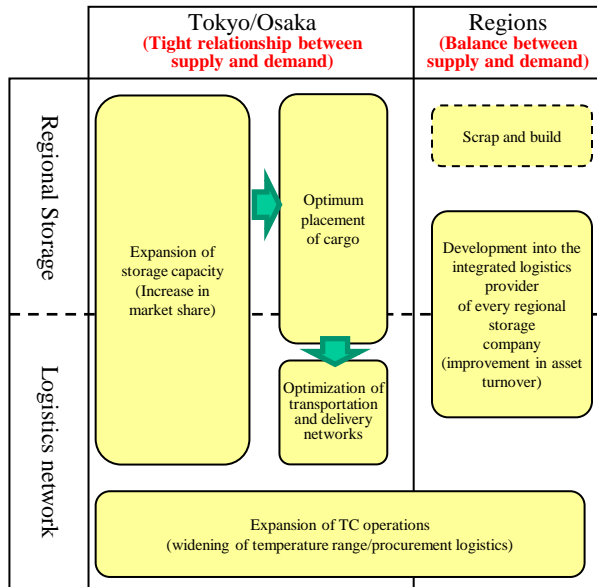 Tokyo/Osaka
(Tight relationship between
supply and demand)
Regions
(Balance between
supply and demand)
Regional Storage
Logistics network
Expansion of
storage capacity
(Increase in
market share)
Optimum
placement
of cargo
Optimization of
transportation
and delivery
networks
Scrap and build
Development into the
integrated logistics
provider
of every regional
storage
company
(improvement in asset
turnover)
Expansion of TC operations
(widening of temperature range/procurement logistics)